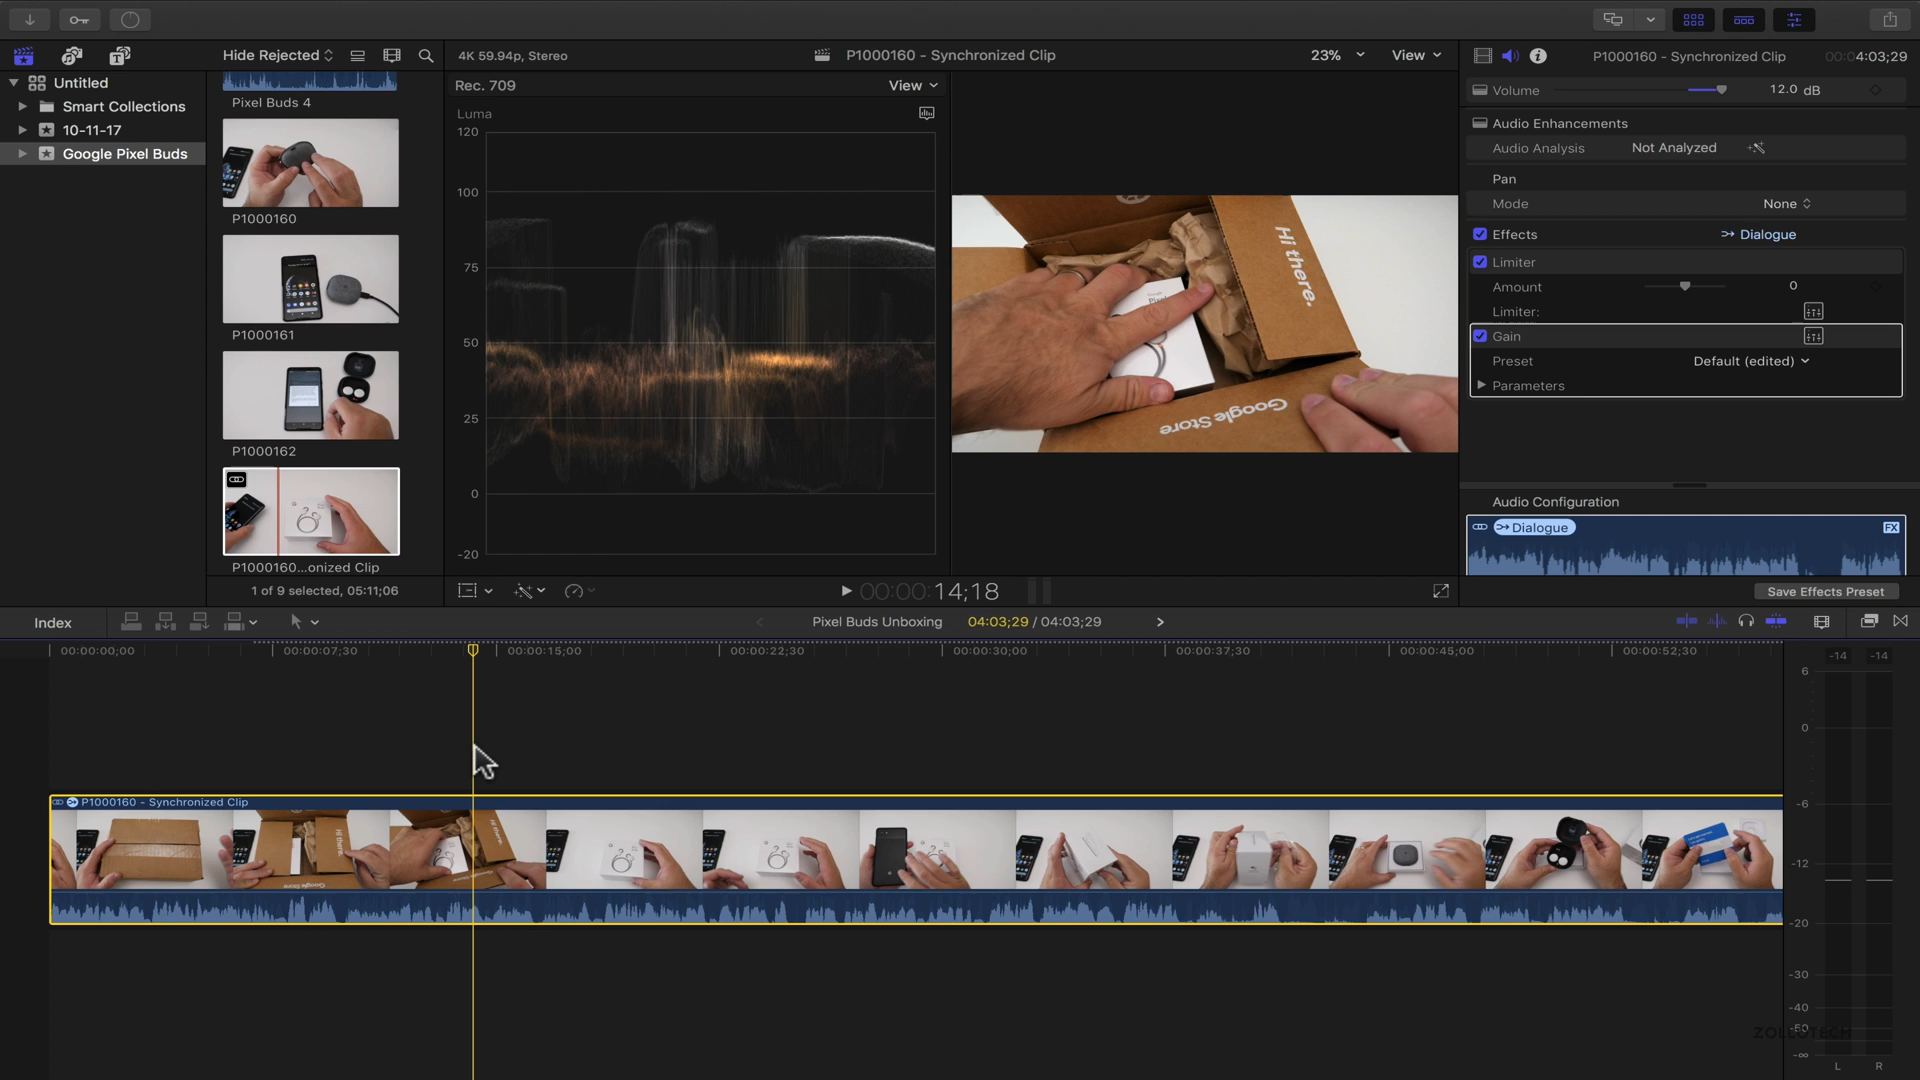 Hide Rejected
4K 59.94p, Stereo
P1000160 - Synchronized Clip
23%
View
P1000160 - Synchronized Clip
00:04:03;29
Untitled
Smart Collections
10-11-17
Google Pixel Buds
Pixel Buds 4
P1000160
P1000161
P1000162
P1000160...onized Clip
1 of 9 selected, 05:11;06
Rec. 709
View
Luma
120
100
75
50
25
0
-20
Hi there.
Google Store
00:00:14;18
Volume
12.0 dB
Audio Enhancements
Audio Analysis
Not Analyzed
Pan
Mode
None
Effects
Dialogue
Limiter
Amount
0
Limiter:
Gain
Preset
Default (edited)
Parameters
Audio Configuration
Dialogue
FX
Save Effects Preset
Index
Pixel Buds Unboxing
04:03;29 / 04:03;29
00:00:00;00
00:00:07;30
00:00:15;00
00:00:22;30
00:00:30;00
00:00:37;30
00:00:45;00
00:00:52;30
P1000160 - Synchronized Clip
-14
-14
6
0
-6
-12
-20
-30
-40
-50
-∞
L
R
ZOLLOTECH